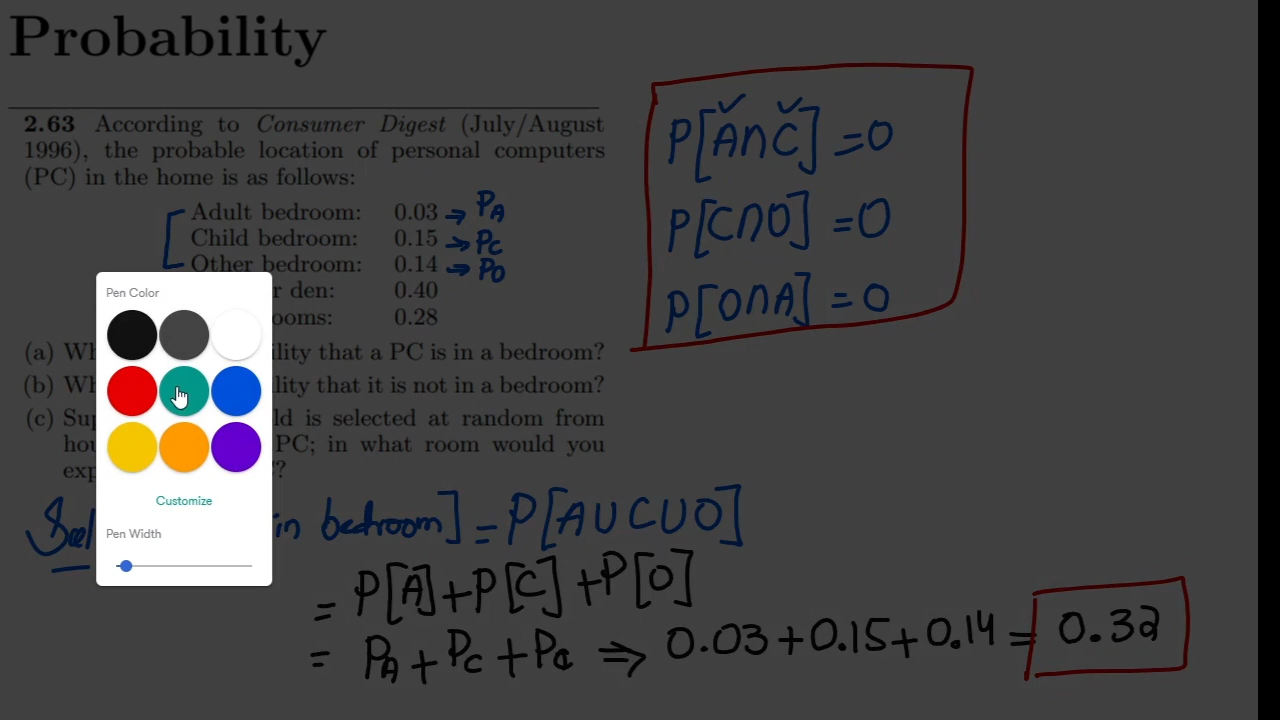 Probability
2.63 According to Consumer Digest (July/August
1996), the probable location of personal computers
(PC) in the home is as follows:
Adult bedroom: 0.03 → PA
Child bedroom: 0.15 → PC
Other bedroom: 0.14 → PO
r den: 0.40
ooms: 0.28
(a) Wh ility that a PC is in a bedroom?
(b) Wh ility that it is not in a bedroom?
(c) Sup ld is selected at random from
hou PC; in what room would you
exp ?
P[A∩C] = 0
P[C∩O] = 0
P[O∩A] = 0
Pen Color
Customize
Pen Width
in bedroom] = P[A∪C∪O]
= P[A] + P[C] + P[O]
= PA + PC + ⇒ 0.03 + 0.15 + 0.14 = 0.32